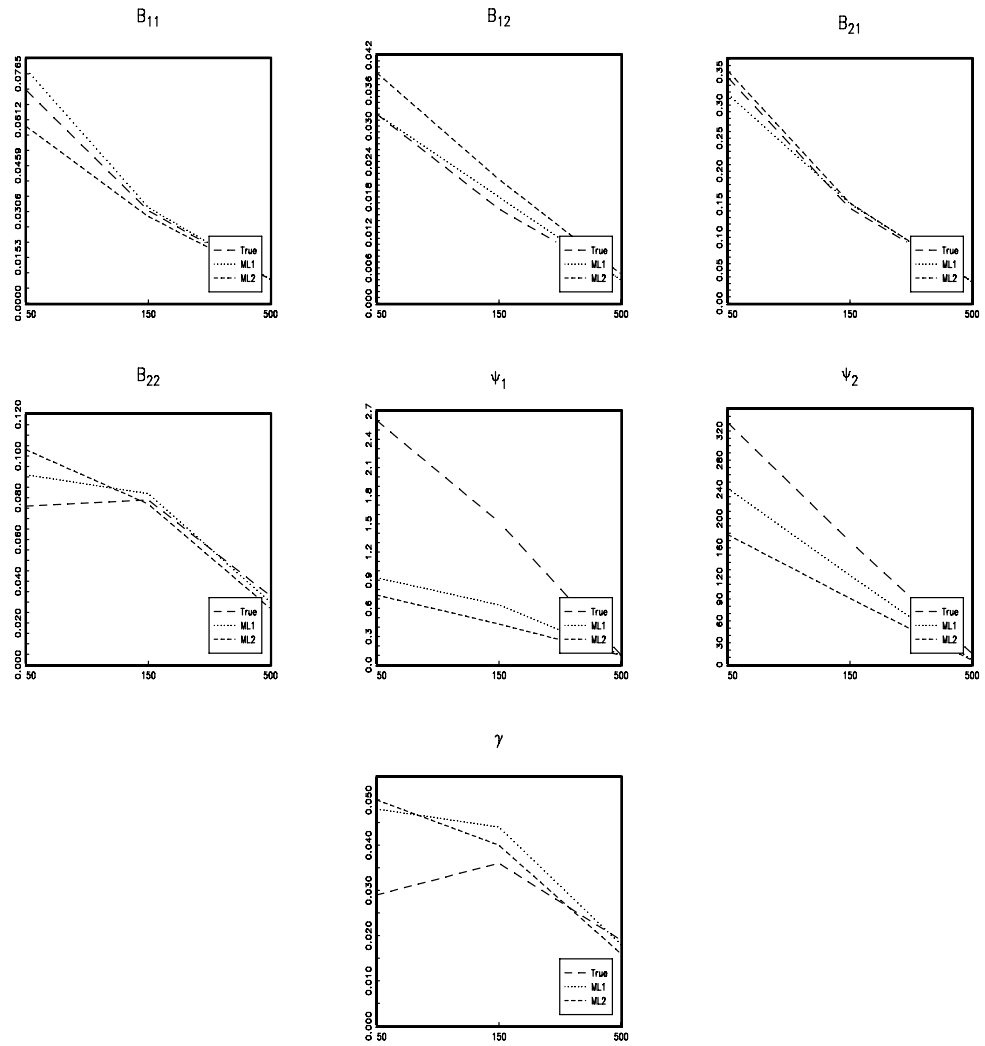 B11
0.0765
0.0612
0.0459
0.0306
0.0153
0.0000
True
ML1
ML2
50 150 500
B12
0.042
0.036
0.030
0.024
0.018
0.012
0.006
0.000
True
ML1
ML2
50 150 500
B21
0.35
0.30
0.25
0.20
0.15
0.10
0.05
0.00
True
ML1
ML2
50 150 500
B22
0.120
0.100
0.080
0.060
0.040
0.020
0.000
True
ML1
ML2
50 150 500
ψ1
2.7
2.4
2.1
1.8
1.5
1.2
0.9
0.6
0.3
0.0
True
ML1
ML2
50 150 500
ψ2
320
280
240
200
160
120
90
60
30
0
True
ML1
ML2
50 150 500
γ
0.050
0.040
0.030
0.020
0.010
0.000
True
ML1
ML2
50 150 500